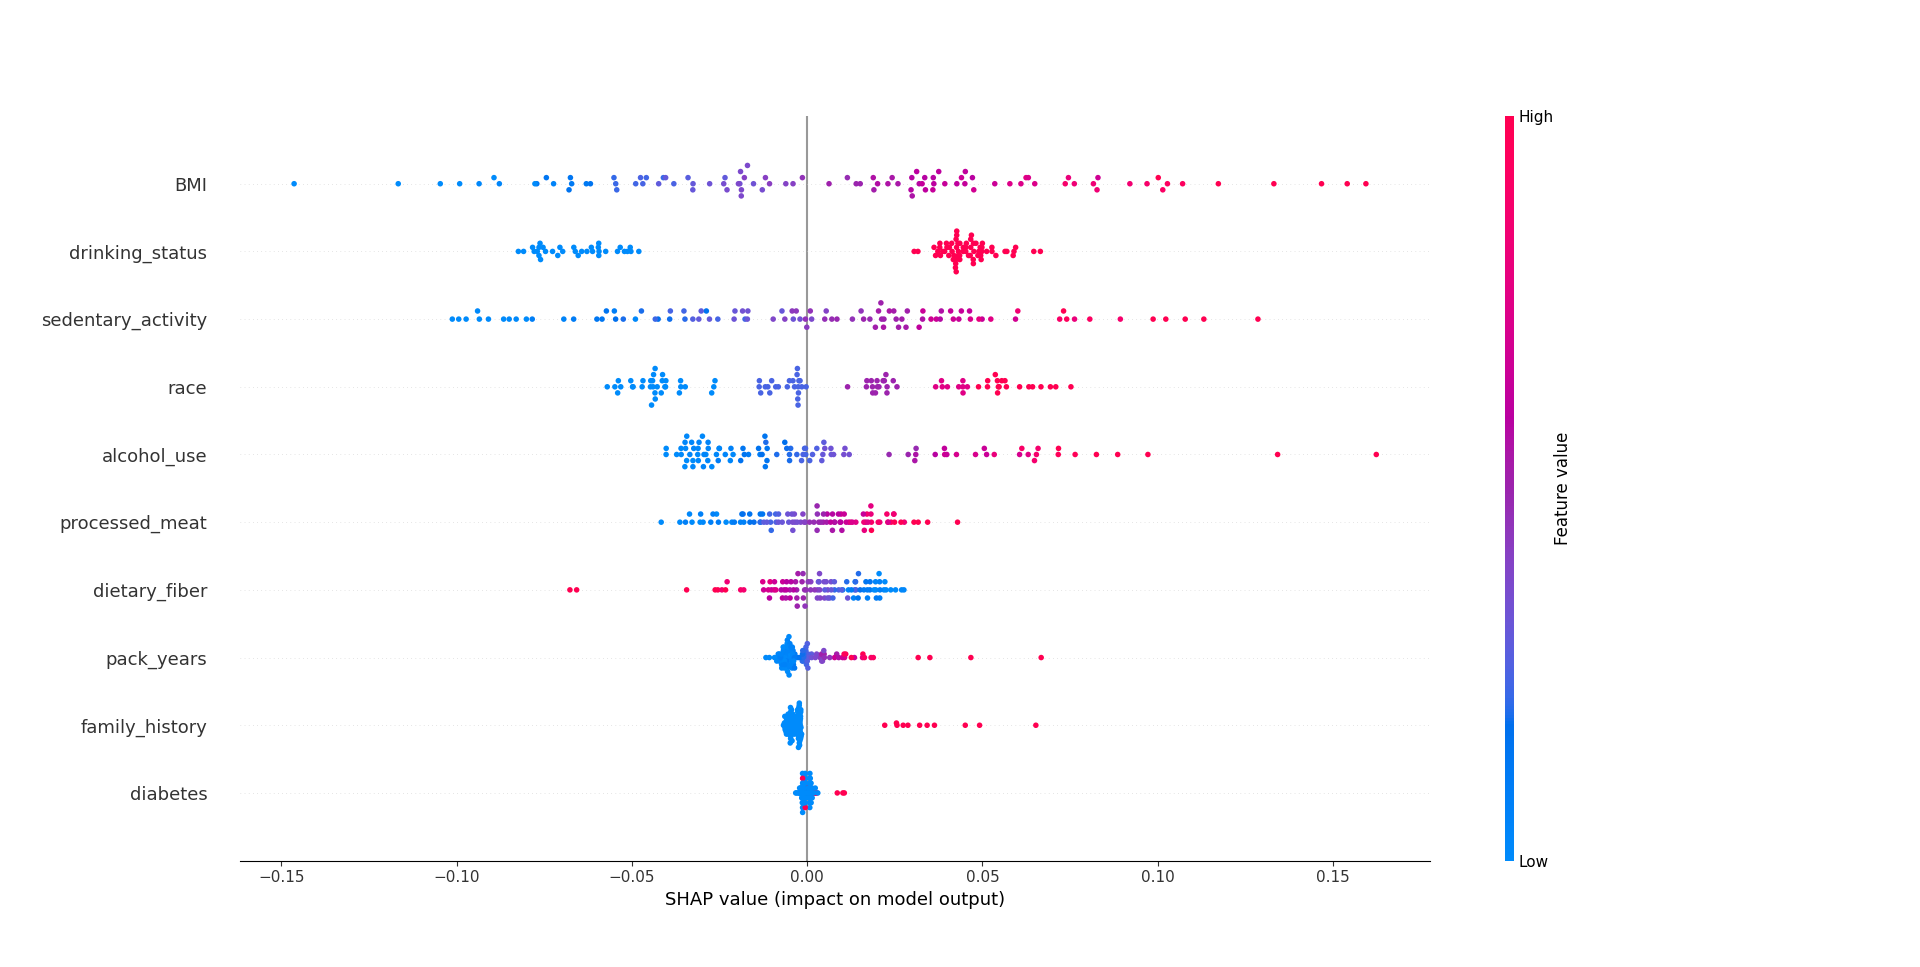 High
BMI
drinking_status
sedentary_activity
race
alcohol_use
processed_meat
dietary_fiber
pack_years
family_history
diabetes
Feature value
Low
−0.15 −0.10 −0.05 0.00 0.05 0.10 0.15
SHAP value (impact on model output)